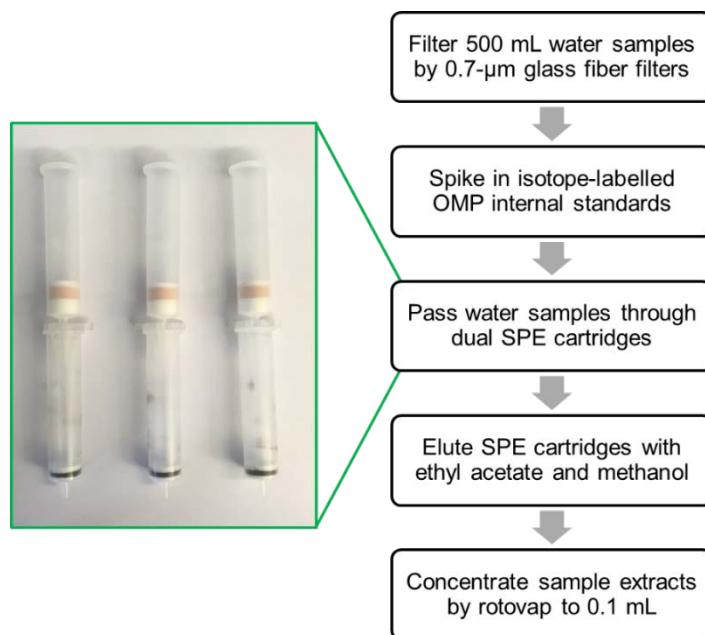 Filter 500 mL water samples
by 0.7-µm glass fiber filters
Spike in isotope-labelled
OMP internal standards
Pass water samples through
dual SPE cartridges
Elute SPE cartridges with
ethyl acetate and methanol
Concentrate sample extracts
by rotovap to 0.1 mL